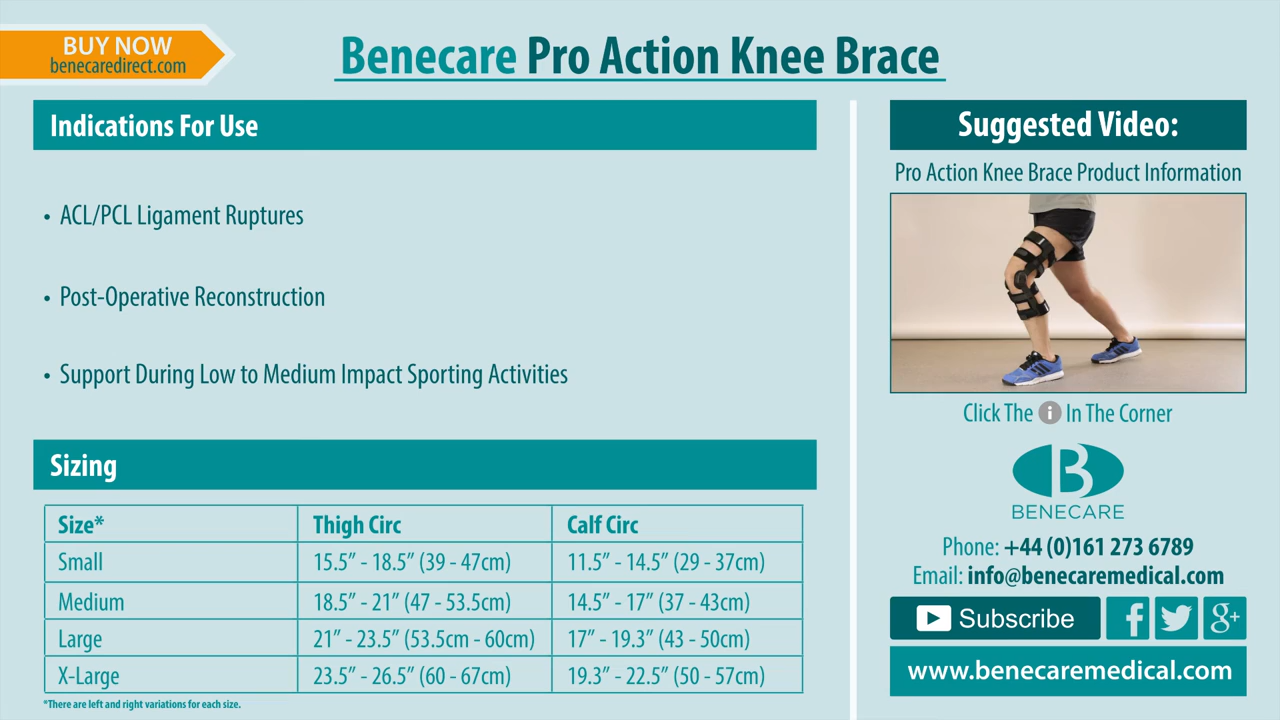 BUY NOW
benecaredirect.com
Benecare Pro Action Knee Brace
Indications For Use
• ACL/PCL Ligament Ruptures
• Post-Operative Reconstruction
• Support During Low to Medium Impact Sporting Activities
Sizing
Size* Thigh Circ Calf Circ
Small 15.5” - 18.5” (39 - 47cm) 11.5” - 14.5” (29 - 37cm)
Medium 18.5” - 21” (47 - 53.5cm) 14.5” - 17” (37 - 43cm)
Large 21” - 23.5” (53.5cm - 60cm) 17” - 19.3” (43 - 50cm)
X-Large 23.5” - 26.5” (60 - 67cm) 19.3” - 22.5” (50 - 57cm)
*There are left and right variations for each size.
Suggested Video:
Pro Action Knee Brace Product Information
Click The i In The Corner
B
BENECARE
Phone: +44 (0)161 273 6789
Email: info@benecaremedical.com
Subscribe f g+
www.benecaremedical.com